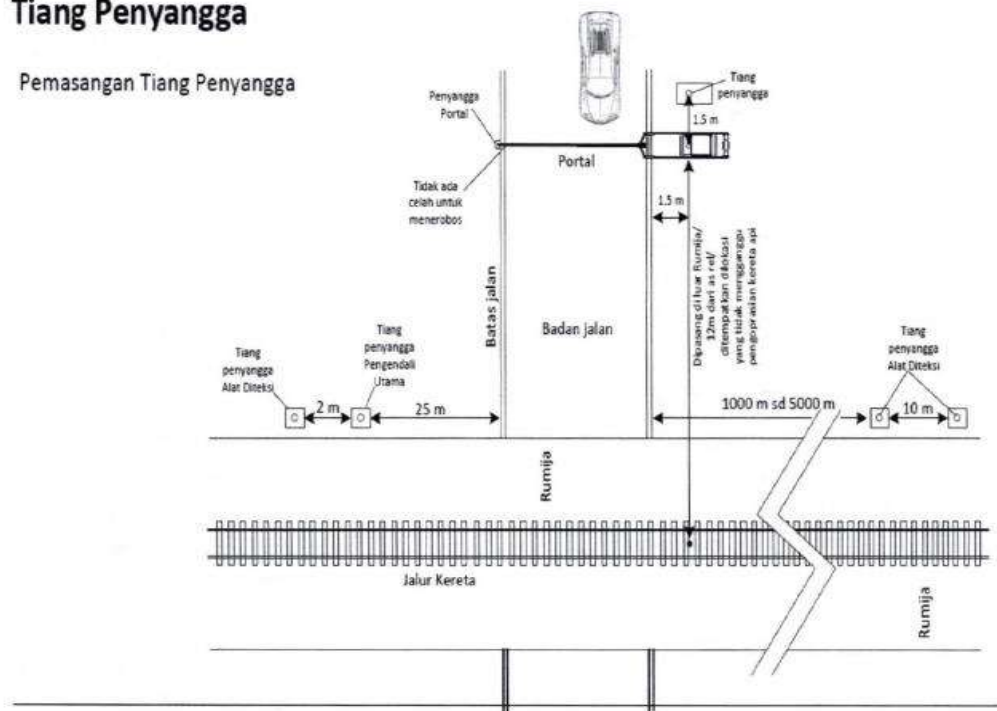 Tiang Penyangga
Pemasangan Tiang Penyangga
Penyangga
Portal
Tiang
penyangga
1.5 m
Portal
Tidak ada
celah untuk
menerobos
1.5 m
Dipasang di luar Rumija/
12m dari as rel/
ditempatkan dilokasi
yang tidak mengganggu
pengoprasian kereta api
Batas jalan
Badan jalan
Tiang
penyangga
Alat Diteksi
Tiang
penyangga
Pengendali
Utama
Tiang
penyangga
Alat Diteksi
2 m
25 m
1000 m sd 5000 m
10 m
Rumija
Jalur Kereta
Rumija